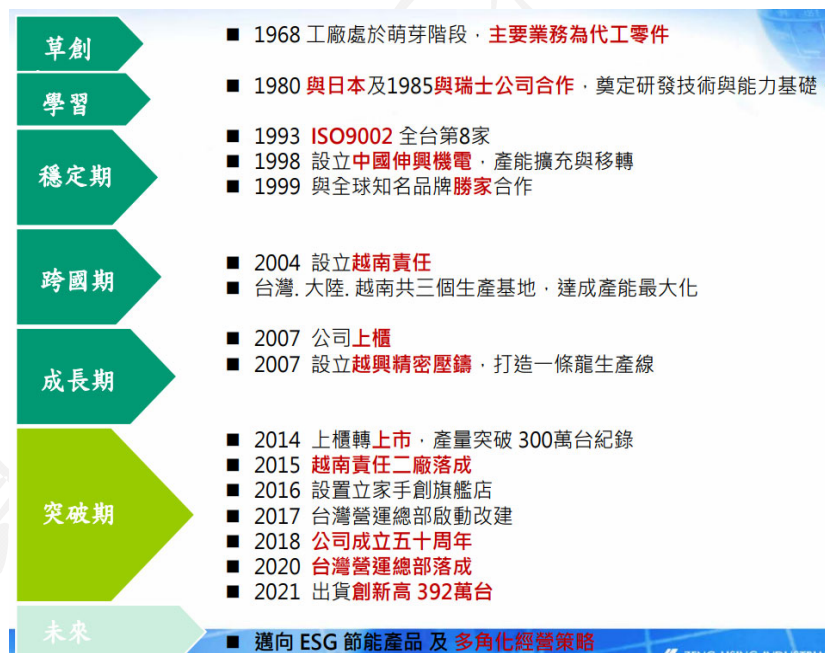 草創
■ 1968 工廠處於萌芽階段，主要業務為代工零件
學習
■ 1980 與日本及1985與瑞士公司合作，奠定研發技術與能力基礎
穩定期
■ 1993 ISO9002 全台第8家
■ 1998 設立中國伸興機電，產能擴充與移轉
■ 1999 與全球知名品牌勝家合作
跨國期
■ 2004 設立越南責任
■ 台灣. 大陸. 越南共三個生產基地，達成產能最大化
成長期
■ 2007 公司上櫃
■ 2007 設立越興精密壓鑄，打造一條龍生產線
突破期
■ 2014 上櫃轉上市，產量突破 300萬台紀錄
■ 2015 越南責任二廠落成
■ 2016 設置立家手創旗艦店
■ 2017 台灣營運總部啟動改建
■ 2018 公司成立五十周年
■ 2020 台灣營運總部落成
■ 2021 出貨創新高 392萬台
未來
■ 邁向 ESG 節能產品 及 多角化經營策略